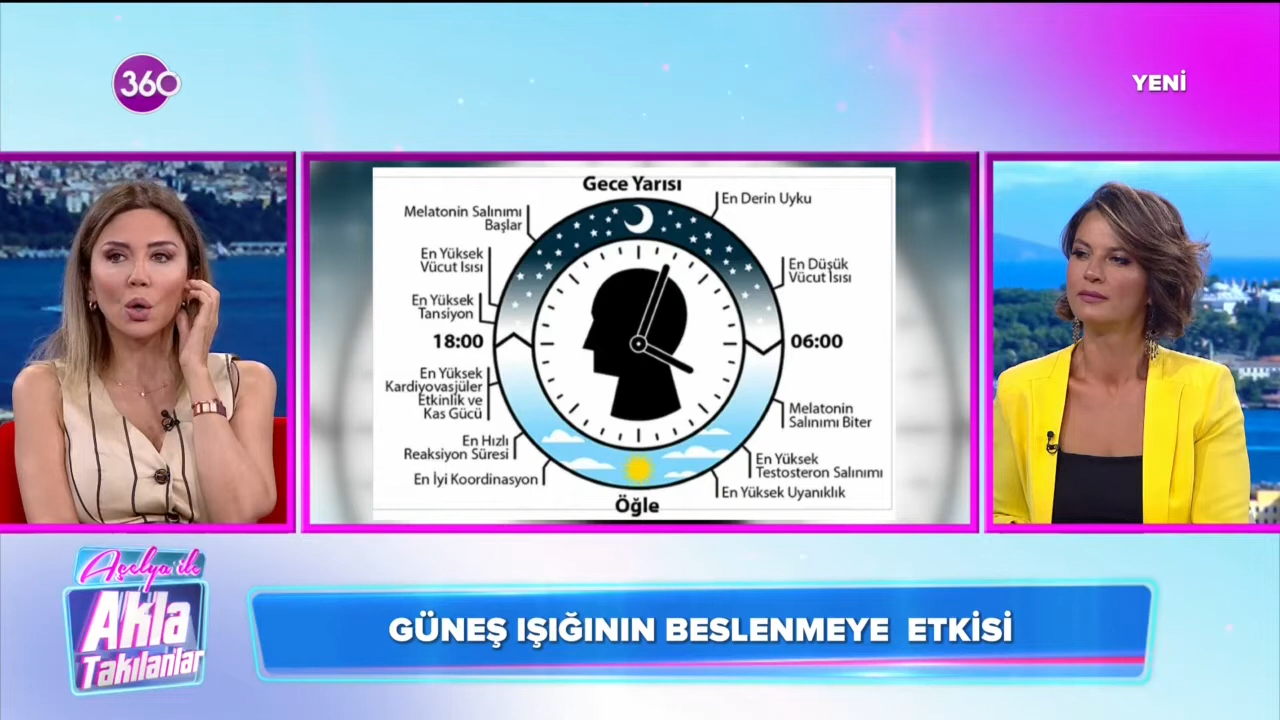 360
YENİ
Gece Yarısı
En Derin Uyku
Melatonin Salınımı
Başlar
En Yüksek
Vücut Isısı
En Düşük
Vücut Isısı
En Yüksek
Tansiyon
18:00
06:00
En Yüksek
Kardiyovasjüler
Etkinlik ve
Kas Gücü
Melatonin
Salınımı Biter
En Hızlı
Reaksiyon Süresi
En Yüksek
Testosteron Salınımı
En İyi Koordinasyon
En Yüksek Uyanıklık
Öğle
Açelya ile
Akla
Takılanlar
GÜNEŞ IŞIĞININ BESLENMEYE ETKİSİ